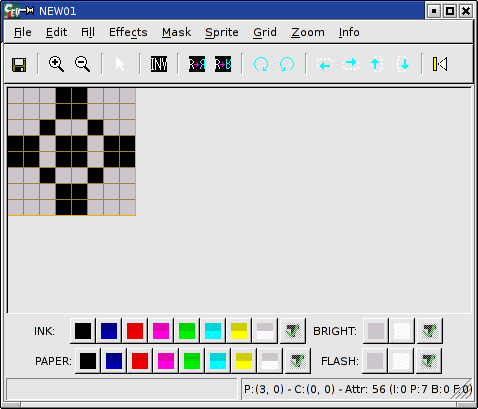 NEW01
File Edit Fill Effects Mask Sprite Grid Zoom Info
INV
INK: BRIGHT:
PAPER: FLASH:
P:(3, 0) - C:(0, 0) - Attr: 56 (I:0 P:7 B:0 F:0)